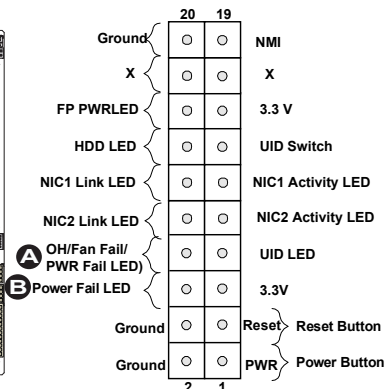 20 19
Ground NMI
X X
FP PWRLED 3.3 V
HDD LED UID Switch
NIC1 Link LED NIC1 Activity LED
NIC2 Link LED NIC2 Activity LED
A OH/Fan Fail/
PWR Fail LED) UID LED
B Power Fail LED 3.3V
Ground Reset Reset Button
Ground PWR Power Button
2 1